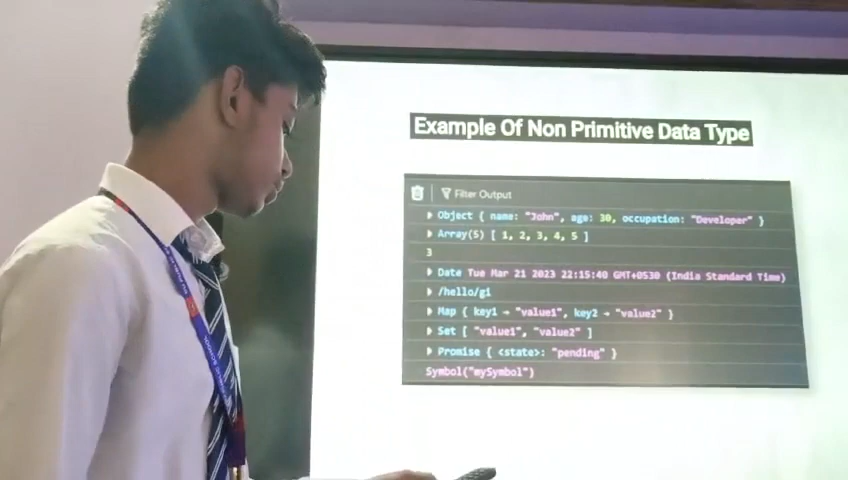 Example Of Non Primitive Data Type
Filter Output
Object { name: "John", age: 30, occupation: "Developer" }
Array(5) [ 1, 2, 3, 4, 5 ]
3
Date Tue Mar 21 2023 22:15:40 GMT+0530 (India Standard Time)
/hello/gi
Map { key1 → "value1", key2 → "value2" }
Set [ "value1", "value2" ]
Promise { <state>: "pending" }
Symbol("mySymbol")